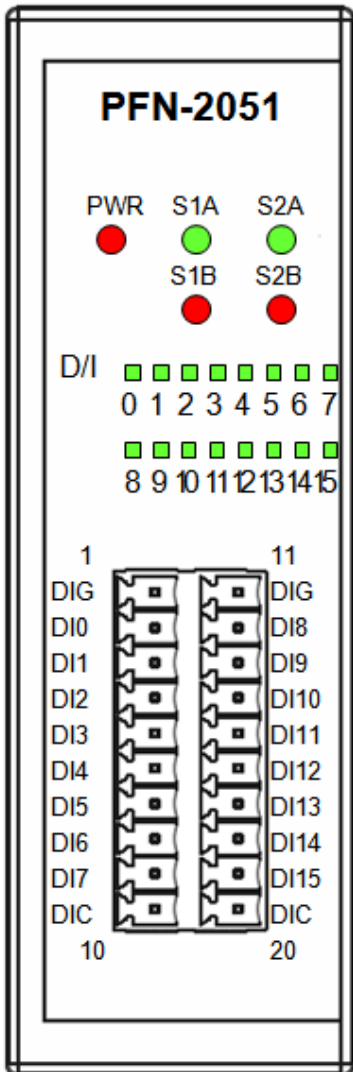 PFN-2051
PWR S1A S2A
S1B S2B
D/I
0 1 2 3 4 5 6 7
8 9 10 11 12 13 14 15
1 11
DIG DIG
DI0 DI8
DI1 DI9
DI2 DI10
DI3 DI11
DI4 DI12
DI5 DI13
DI6 DI14
DI7 DI15
DIC DIC
10 20